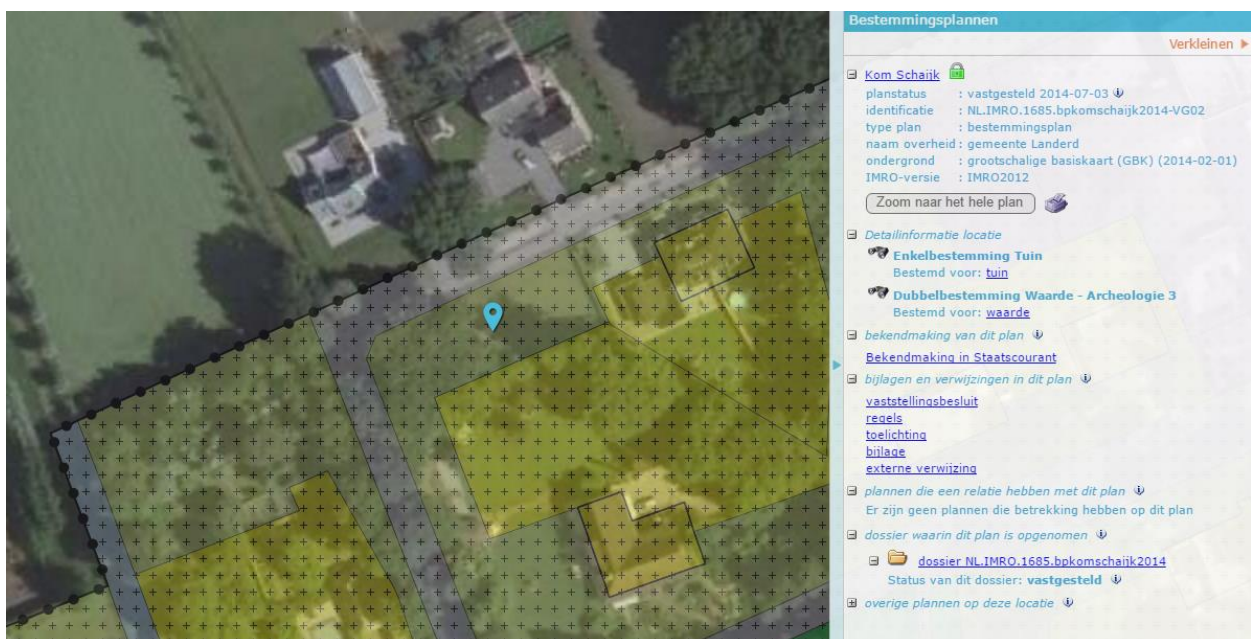 Bestemmingsplannen
Verkleinen
Kom Schaijk
planstatus : vastgesteld 2014-07-03
identificatie : NL.IMRO.1685.bpkomschaijk2014-VG02
type plan : bestemmingsplan
naam overheid : gemeente Landerd
ondergrond : grootschalige basiskaart (GBK) (2014-02-01)
IMRO-versie : IMRO2012
Zoom naar het hele plan
Detailinformatie locatie
Enkelbestemming Tuin
Bestemd voor: tuin
Dubbelbestemming Waarde - Archeologie 3
Bestemd voor: waarde
bekendmaking van dit plan
Bekendmaking in Staatscourant
bijlagen en verwijzingen in dit plan
vaststellingsbesluit
regels
toelichting
bijlage
externe verwijzing
plannen die een relatie hebben met dit plan
Er zijn geen plannen die betrekking hebben op dit plan
dossier waarin dit plan is opgenomen
dossier NL.IMRO.1685.bpkomschaijk2014
Status van dit dossier: vastgesteld
overige plannen op deze locatie